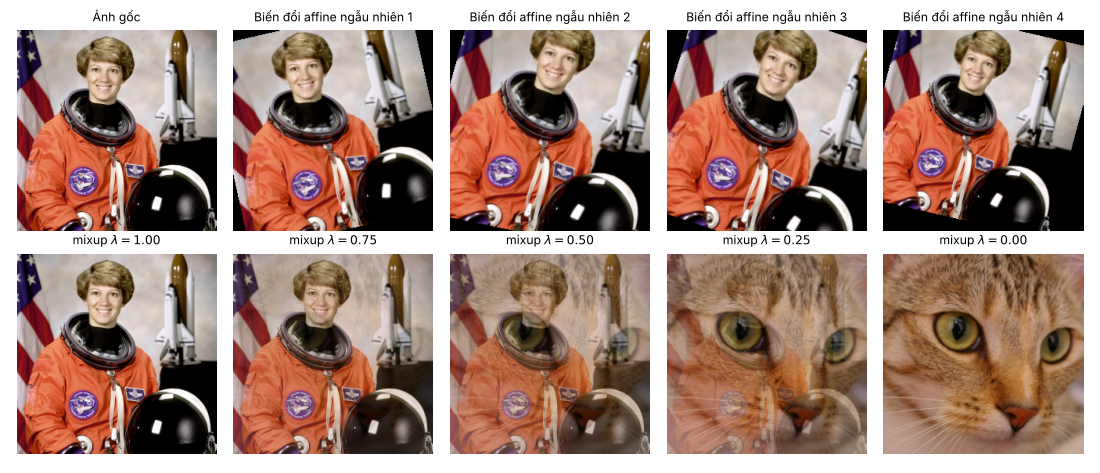 Ảnh gốc
Biến đổi affine ngẫu nhiên 1
Biến đổi affine ngẫu nhiên 2
Biến đổi affine ngẫu nhiên 3
Biến đổi affine ngẫu nhiên 4
mixup λ = 1.00
mixup λ = 0.75
mixup λ = 0.50
mixup λ = 0.25
mixup λ = 0.00